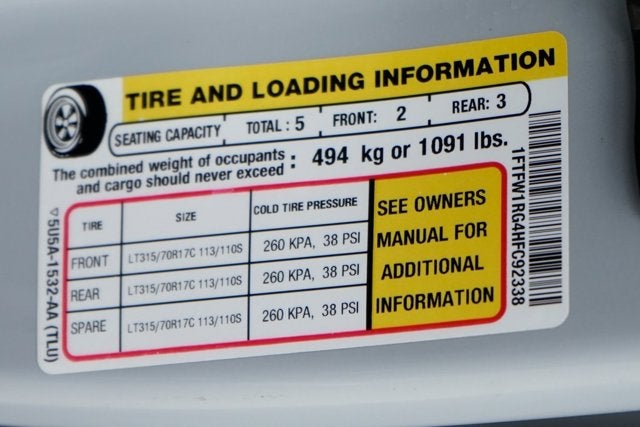 TIRE AND LOADING INFORMATION
SEATING CAPACITY TOTAL : 5 FRONT: 2 REAR: 3
The combined weight of occupants
and cargo should never exceed : 494 kg or 1091 lbs.
TIRE SIZE COLD TIRE PRESSURE
FRONT LT315/70R17C 113/110S 260 KPA, 38 PSI
REAR LT315/70R17C 113/110S 260 KPA, 38 PSI
SPARE LT315/70R17C 113/110S 260 KPA, 38 PSI
SEE OWNERS
MANUAL FOR
ADDITIONAL
INFORMATION
▽5U5A-1532-AA (TLU)
1FTFW1RG4HFC92338